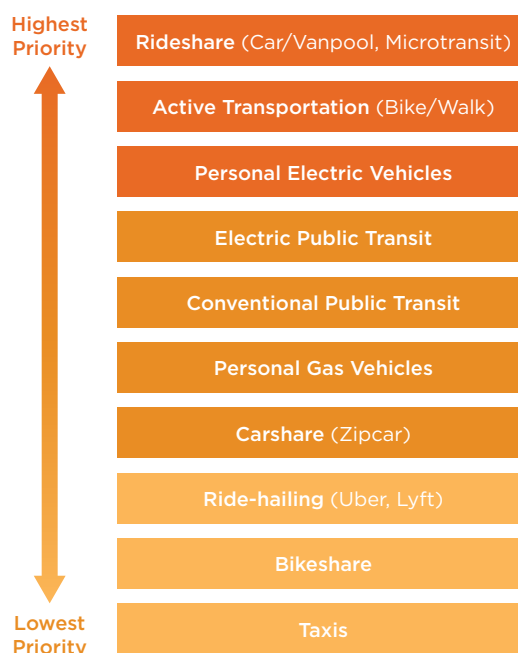 Highest
Priority
Rideshare (Car/Vanpool, Microtransit)
Active Transportation (Bike/Walk)
Personal Electric Vehicles
Electric Public Transit
Conventional Public Transit
Personal Gas Vehicles
Carshare (Zipcar)
Ride-hailing (Uber, Lyft)
Bikeshare
Taxis
Lowest
Priority